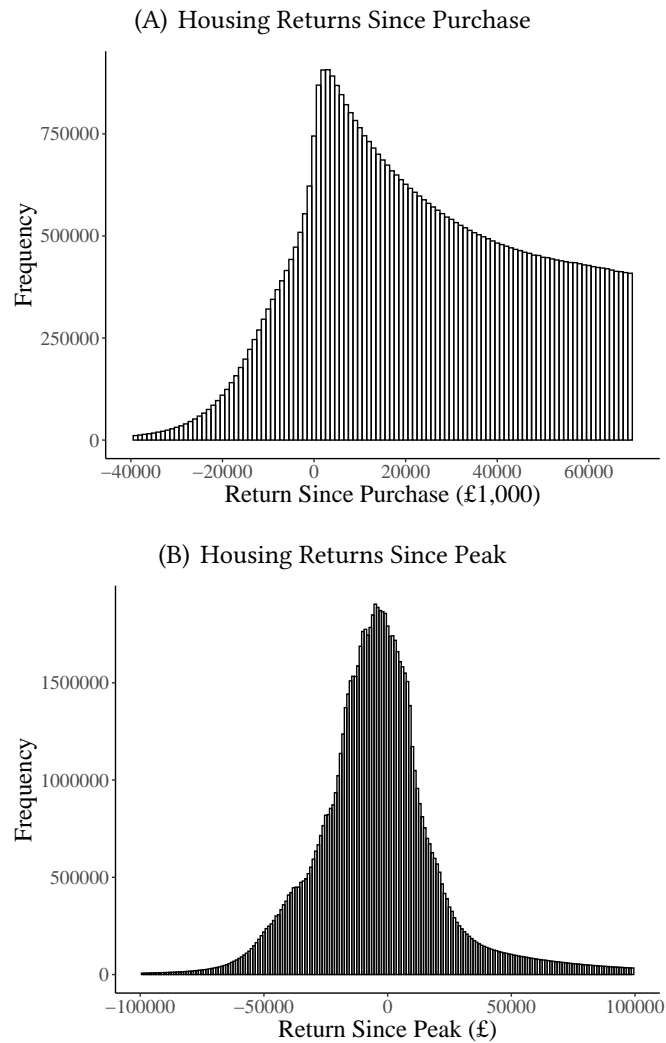 (A) Housing Returns Since Purchase
750000
500000
250000
0
Frequency
−40000 −20000 0 20000 40000 60000
Return Since Purchase (£1,000)
(B) Housing Returns Since Peak
1500000
1000000
500000
0
Frequency
−100000 −50000 0 50000 100000
Return Since Peak (£)